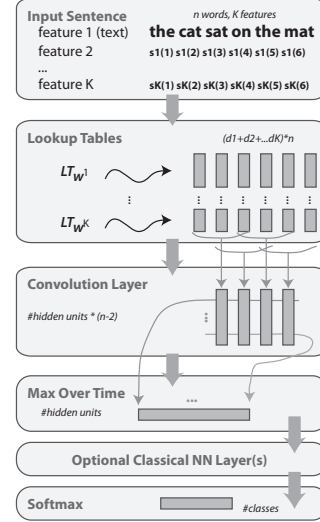 Input Sentence
n words, K features
feature 1 (text) the cat sat on the mat
feature 2 s1(1) s1(2) s1(3) s1(4) s1(5) s1(6)
...
feature K sK(1) sK(2) sK(3) sK(4) sK(5) sK(6)
Lookup Tables (d1+d2+...dK)*n
LTw1
...
LTwK
Convolution Layer
#hidden units * (n-2)
Max Over Time
#hidden units
...
Optional Classical NN Layer(s)
Softmax #classes